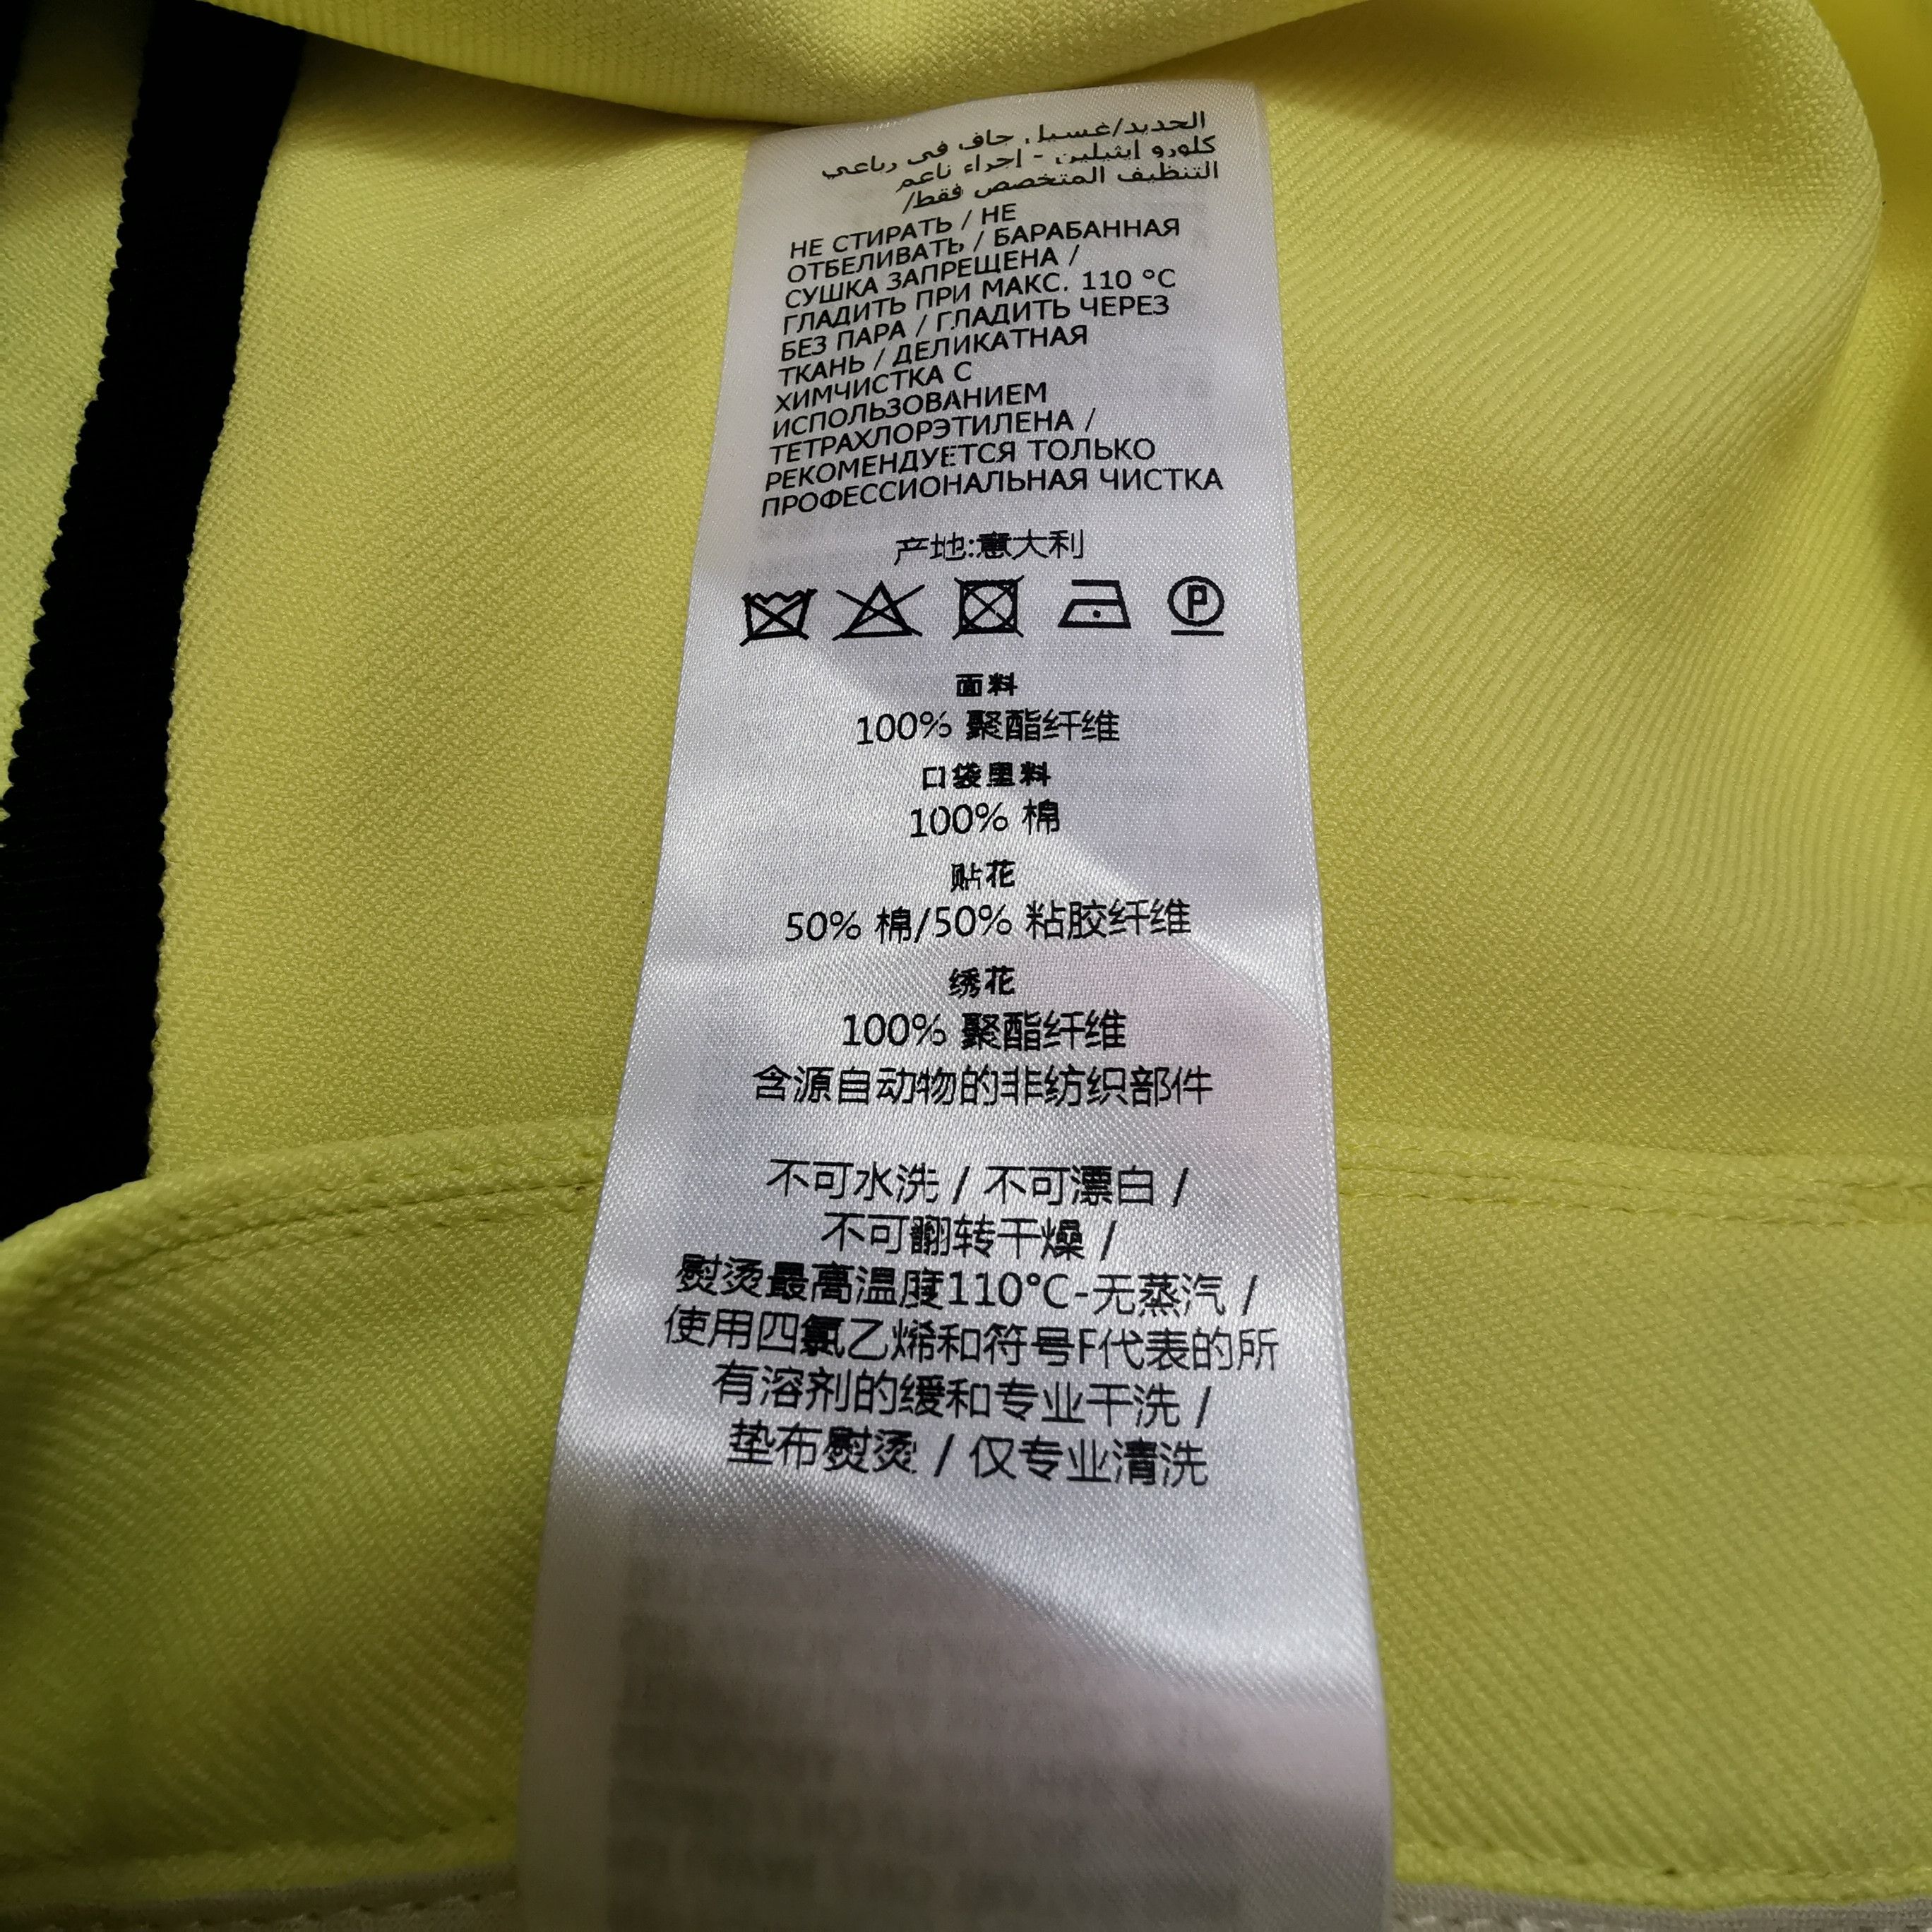 الحديد/غسيل جاف في رباعي
كلورو إيثيلين - إجراء ناعم
التنظيف المتخصص فقط/
НЕ СТИРАТЬ / НЕ
ОТБЕЛИВАТЬ / БАРАБАННАЯ
СУШКА ЗАПРЕЩЕНА /
ГЛАДИТЬ ПРИ МАКС. 110 °C
БЕЗ ПАРА / ГЛАДИТЬ ЧЕРЕЗ
ТКАНЬ / ДЕЛИКАТНАЯ
ХИМЧИСТКА С
ИСПОЛЬЗОВАНИЕМ
ТЕТРАХЛОРЭТИЛЕНА /
РЕКОМЕНДУЕТСЯ ТОЛЬКО
ПРОФЕССИОНАЛЬНАЯ ЧИСТКА
产地:意大利
P
面料
100% 聚酯纤维
口袋里料
100% 棉
贴花
50% 棉/50% 粘胶纤维
绣花
100% 聚酯纤维
含源自动物的非纺织部件
不可水洗 / 不可漂白 /
不可翻转干燥 /
熨烫最高温度110°C-无蒸汽 /
使用四氯乙烯和符号F代表的所
有溶剂的缓和专业干洗 /
垫布熨烫 / 仅专业清洗